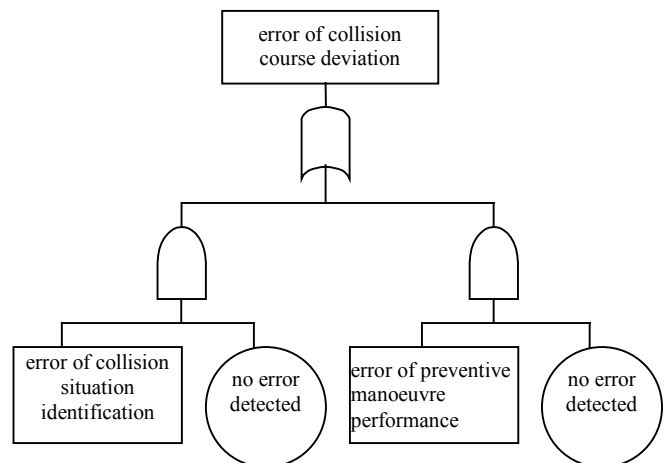 error of collision
course deviation
error of collision
situation
identification
no error
detected
error of preventive
manoeuvre
performance
no error
detected